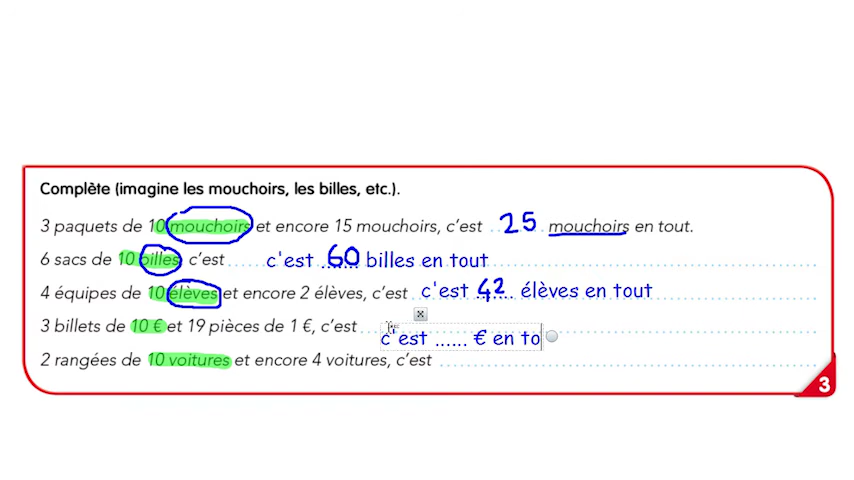 Complète (imagine les mouchoirs, les billes, etc.).
3 paquets de 10 mouchoirs et encore 15 mouchoirs, c’est 25 mouchoirs en tout.
6 sacs de 10 billes, c’est c'est ...60... billes en tout
4 équipes de 10 élèves et encore 2 élèves, c’est c'est ...42... élèves en tout
3 billets de 10 € et 19 pièces de 1 €, c’est
c'est ...... € en to
2 rangées de 10 voitures et encore 4 voitures, c’est
3